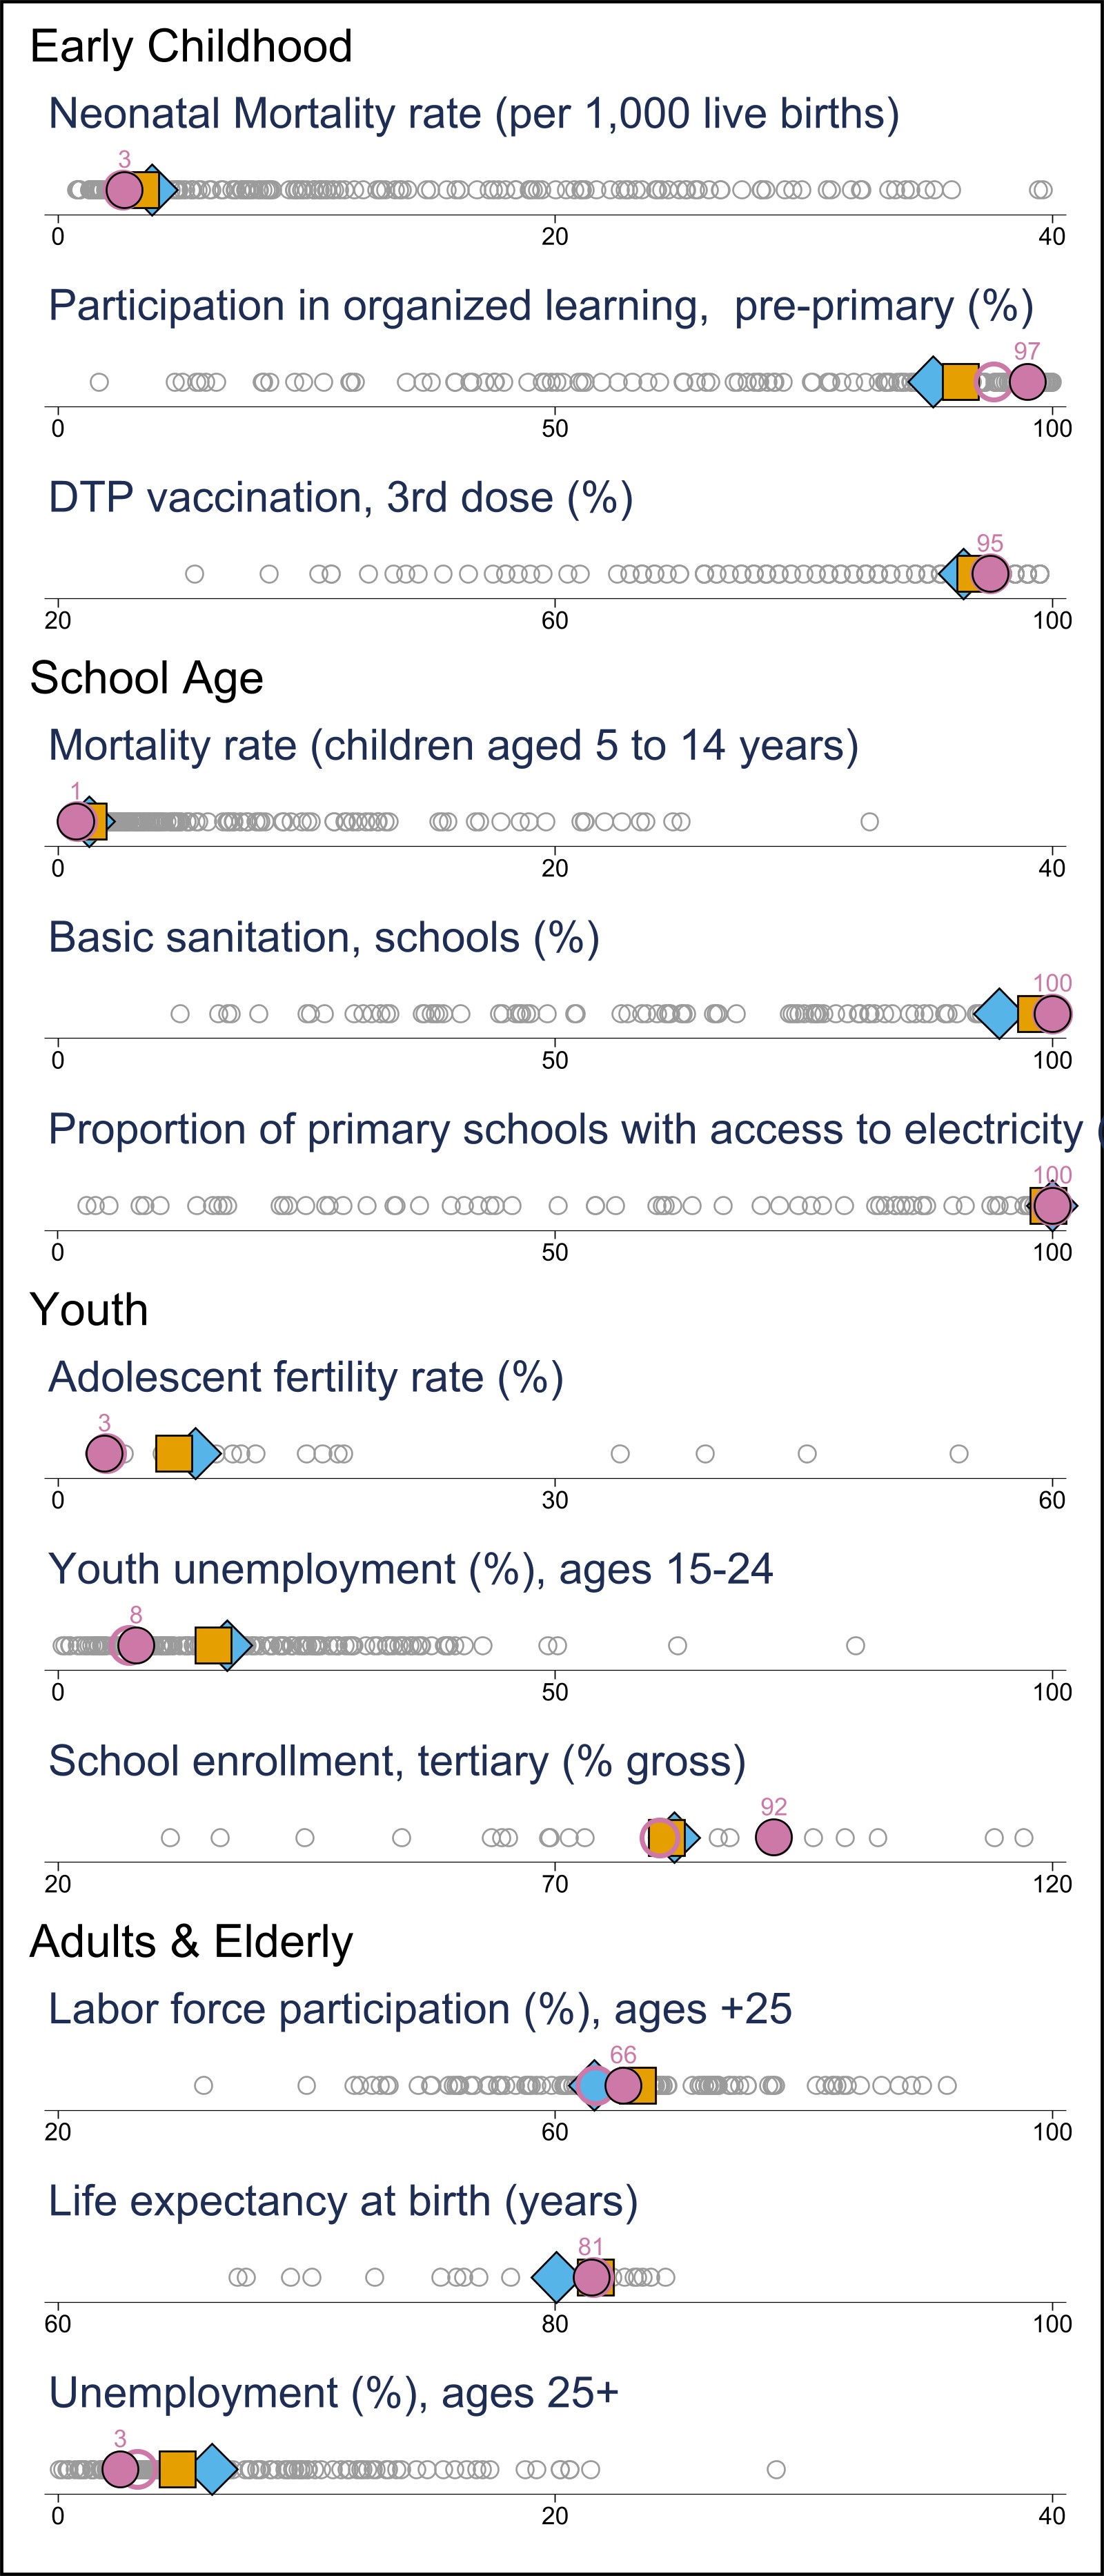 Early Childhood
Neonatal Mortality rate (per 1,000 live births)
3
0 20 40
Participation in organized learning,  pre-primary (%)
97
0 50 100
DTP vaccination, 3rd dose (%)
95
20 60 100
School Age
Mortality rate (children aged 5 to 14 years)
1
0 20 40
Basic sanitation, schools (%)
100
0 50 100
Proportion of primary schools with access to electricity (
100
0 50 100
Youth
Adolescent fertility rate (%)
3
0 30 60
Youth unemployment (%), ages 15-24
8
0 50 100
School enrollment, tertiary (% gross)
92
20 70 120
Adults & Elderly
Labor force participation (%), ages +25
66
20 60 100
Life expectancy at birth (years)
81
60 80 100
Unemployment (%), ages 25+
3
0 20 40